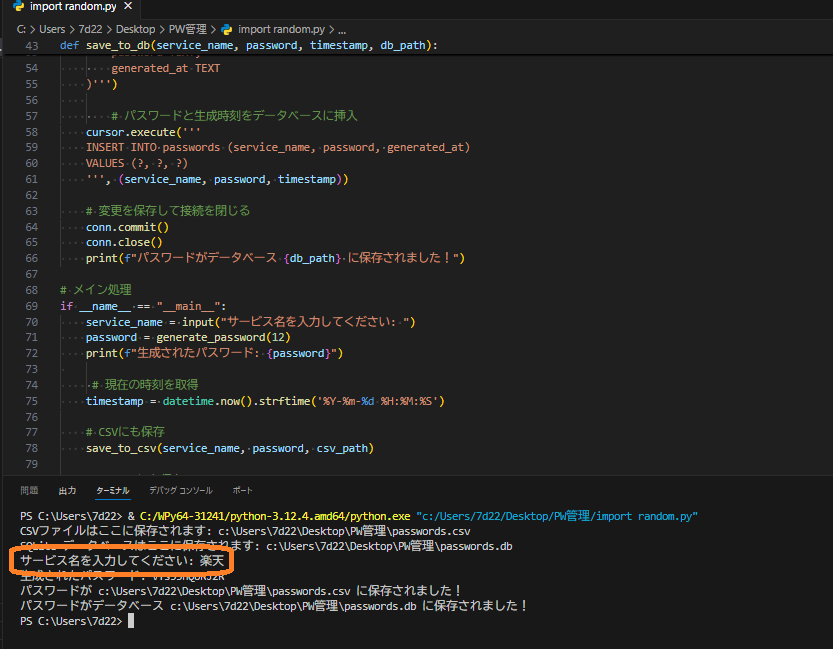 import random.py ×
C: > Users > 7d22 > Desktop > PW管理 > import random.py > ...
43 def save_to_db(service_name, password, timestamp, db_path):
54 generated_at TEXT
55 )''')
56
57 # パスワードと生成時刻をデータベースに挿入
58 cursor.execute('''
59 INSERT INTO passwords (service_name, password, generated_at)
60 VALUES (?, ?, ?)
61 ''', (service_name, password, timestamp))
62
63 # 変更を保存して接続を閉じる
64 conn.commit()
65 conn.close()
66 print(f"パスワードがデータベース {db_path} に保存されました！")
67
68 # メイン処理
69 if __name__ == "__main__":
70 service_name = input("サービス名を入力してください: ")
71 password = generate_password(12)
72 print(f"生成されたパスワード: {password}")
73
74 # 現在の時刻を取得
75 timestamp = datetime.now().strftime('%Y-%m-%d %H:%M:%S')
76
77 # CSVにも保存
78 save_to_csv(service_name, password, csv_path)
79
問題 出力 ターミナル デバッグ コンソール ポート
PS C:\Users\7d22> & C:/WPy64-31241/python-3.12.4.amd64/python.exe "c:/Users/7d22/Desktop/PW管理/import random.py"
CSVファイルはここに保存されます: c:\Users\7d22\Desktop\PW管理\passwords.csv
SQLite データベースはここに保存されます: c:\Users\7d22\Desktop\PW管理\passwords.db
サービス名を入力してください: 楽天
生成されたパスワード:
パスワードが c:\Users\7d22\Desktop\PW管理\passwords.csv に保存されました！
パスワードがデータベース c:\Users\7d22\Desktop\PW管理\passwords.db に保存されました！
PS C:\Users\7d22>